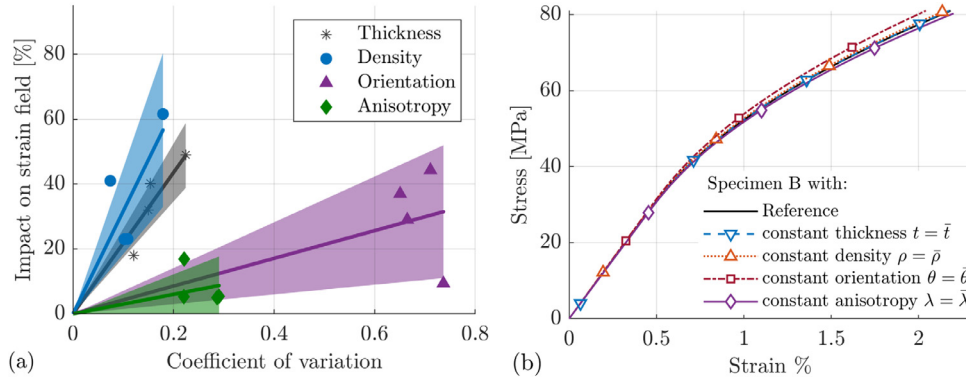 (a)
Impact on strain field [%]
80
60
40
20
0
0
0.2
0.4
0.6
0.8
Coefficient of variation
Thickness
Density
Orientation
Anisotropy
(b)
Stress [MPa]
80
60
40
20
0
0
0.5
1
1.5
2
Strain %
Specimen B with:
Reference
constant thickness t = t̄
constant density ρ = ρ̄
constant orientation θ = θ̄
constant anisotropy λ = λ̄